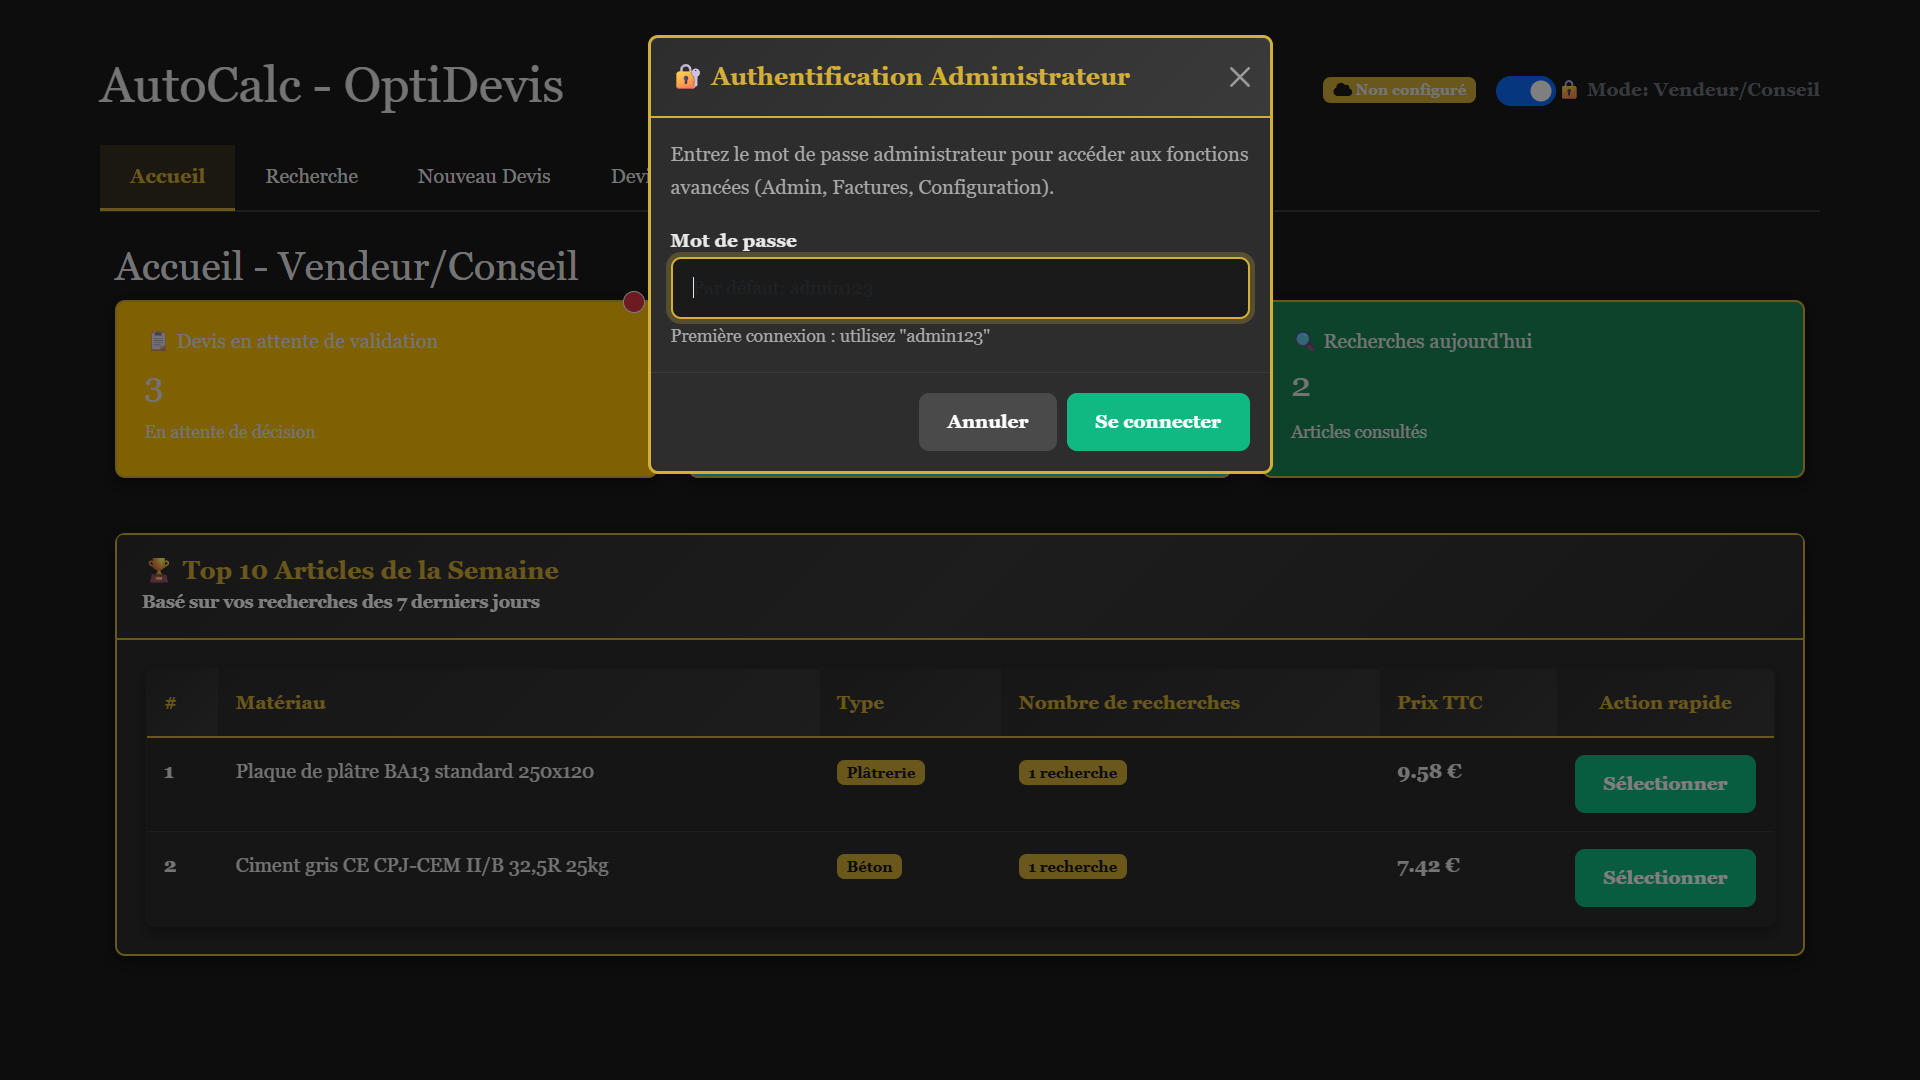 AutoCalc - OptiDevis
Non configuré
Mode: Vendeur/Conseil
Accueil
Recherche
Nouveau Devis
Authentification Administrateur
Entrez le mot de passe administrateur pour accéder aux fonctions
avancées (Admin, Factures, Configuration).
Mot de passe
Par défaut: admin123
Première connexion : utilisez "admin123"
Annuler
Se connecter
Accueil - Vendeur/Conseil
Devis en attente de validation
3
En attente de décision
Recherches aujourd'hui
2
Articles consultés
Top 10 Articles de la Semaine
Basé sur vos recherches des 7 derniers jours
# Matériau Type Nombre de recherches Prix TTC Action rapide
1 Plaque de plâtre BA13 standard 250x120 Plâtrerie 1 recherche 9.58 € Sélectionner
2 Ciment gris CE CPJ-CEM II/B 32,5R 25kg Béton 1 recherche 7.42 € Sélectionner